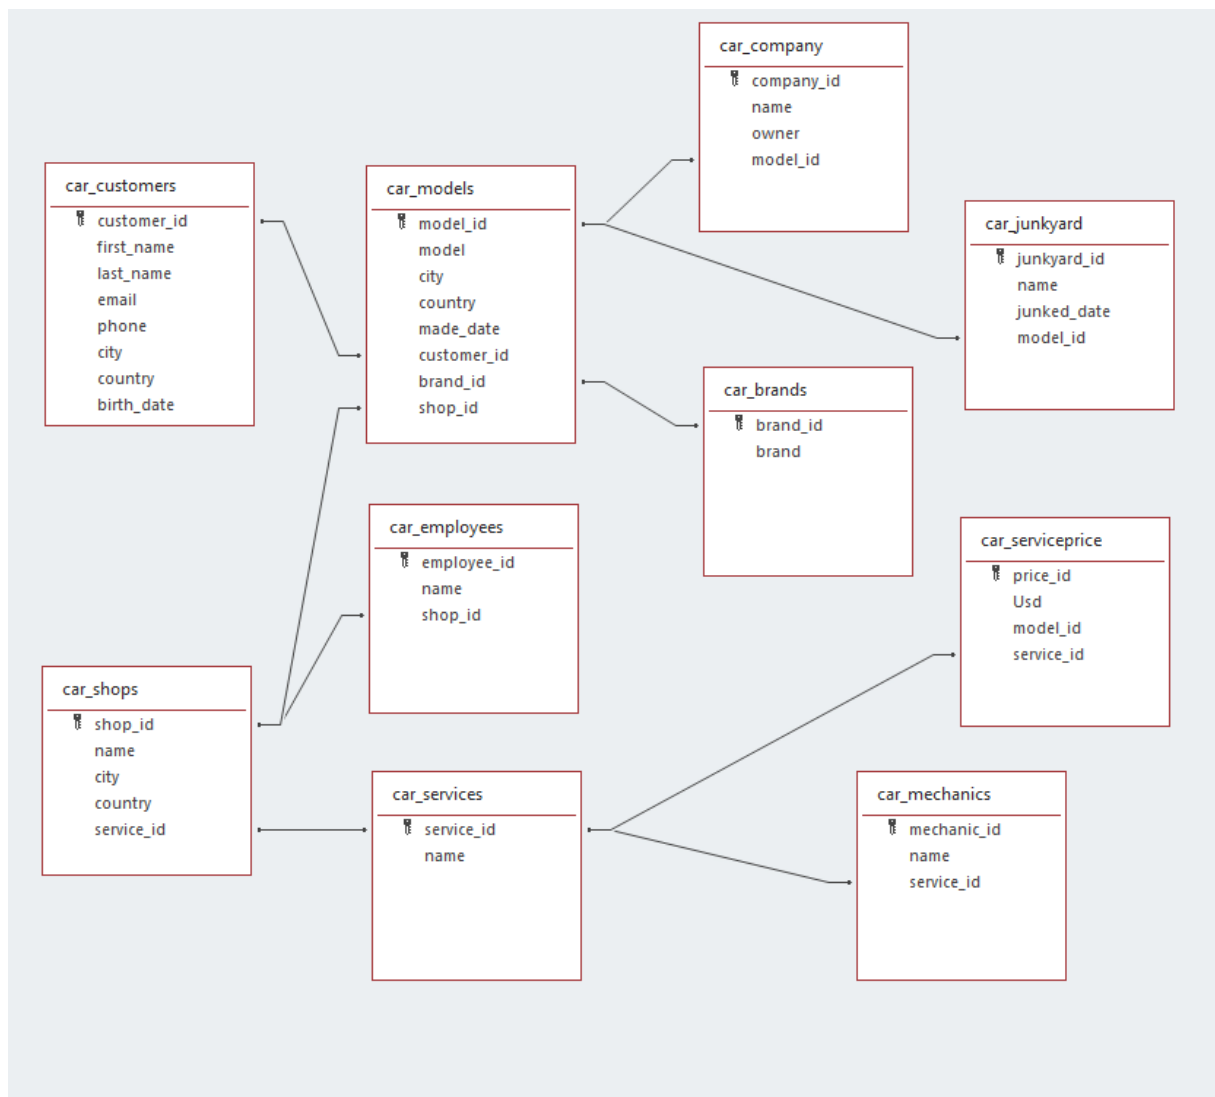 car_company
company_id
name
owner
model_id
car_customers
customer_id
first_name
last_name
email
phone
city
country
birth_date
car_models
model_id
model
city
country
made_date
customer_id
brand_id
shop_id
car_junkyard
junkyard_id
name
junked_date
model_id
car_brands
brand_id
brand
car_employees
employee_id
name
shop_id
car_serviceprice
price_id
Usd
model_id
service_id
car_shops
shop_id
name
city
country
service_id
car_services
service_id
name
car_mechanics
mechanic_id
name
service_id